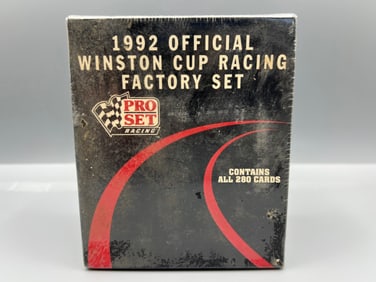 1992 OFFICIAL
WINSTON CUP RACING
FACTORY SET
PRO
SET
RACING
CONTAINS
ALL 280 CARDS